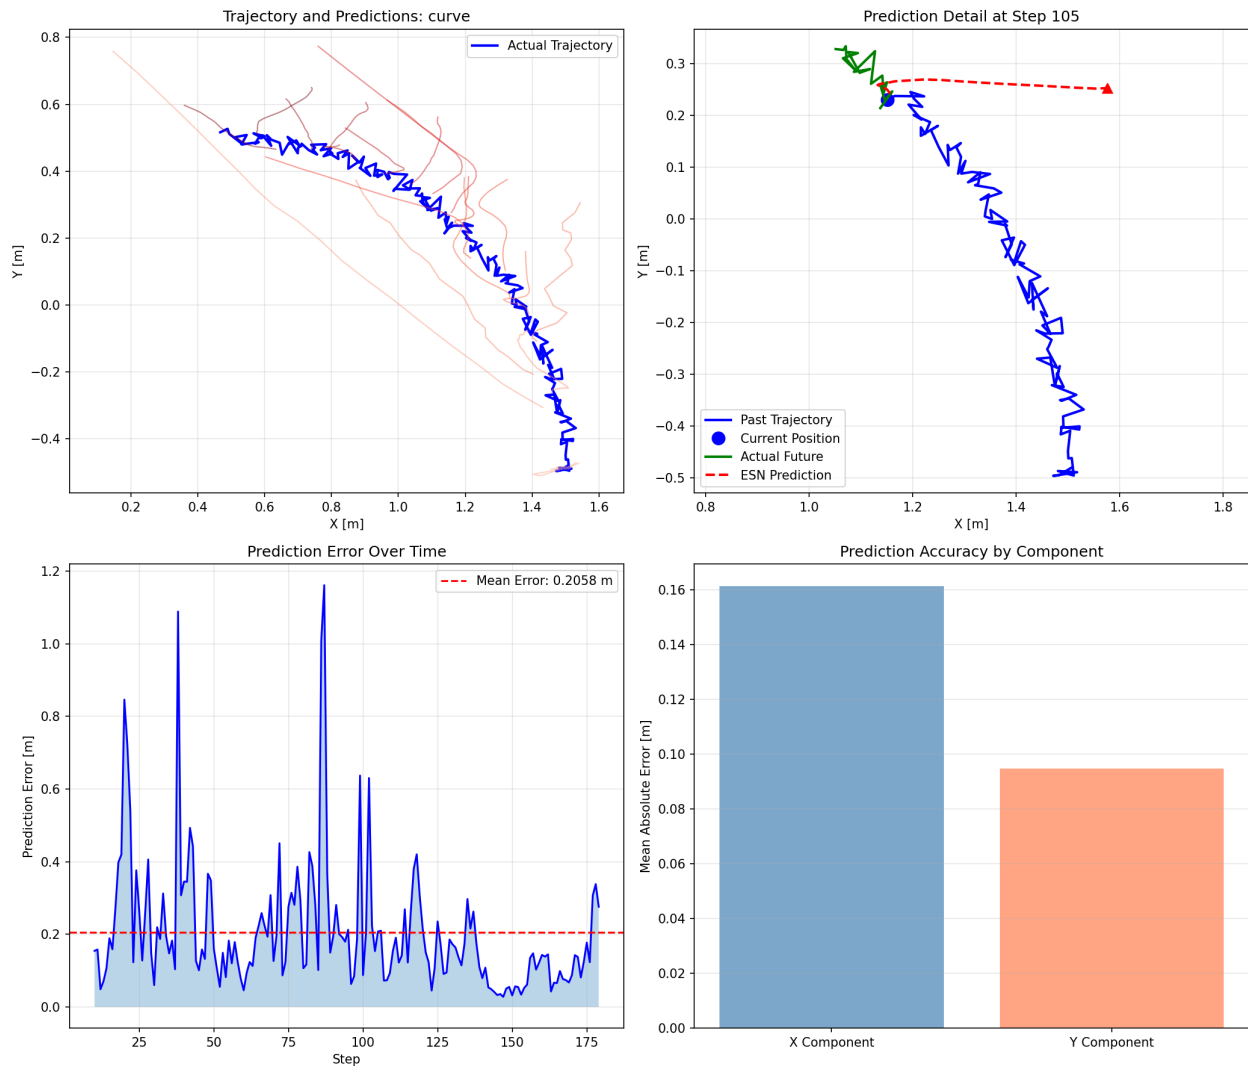 Trajectory and Predictions: curve
Actual Trajectory
Y [m]
0.8
0.6
0.4
0.2
0.0
−0.2
−0.4
0.2
0.4
0.6
0.8
1.0
1.2
1.4
1.6
X [m]
Prediction Detail at Step 105
Y [m]
0.3
0.2
0.1
0.0
−0.1
−0.2
−0.3
−0.4
−0.5
Past Trajectory
Current Position
Actual Future
ESN Prediction
0.8
1.0
1.2
1.4
1.6
1.8
X [m]
Prediction Error Over Time
Mean Error: 0.2058 m
Prediction Error [m]
1.2
1.0
0.8
0.6
0.4
0.2
0.0
25
50
75
100
125
150
175
Step
Prediction Accuracy by Component
Mean Absolute Error [m]
0.16
0.14
0.12
0.10
0.08
0.06
0.04
0.02
0.00
X Component
Y Component